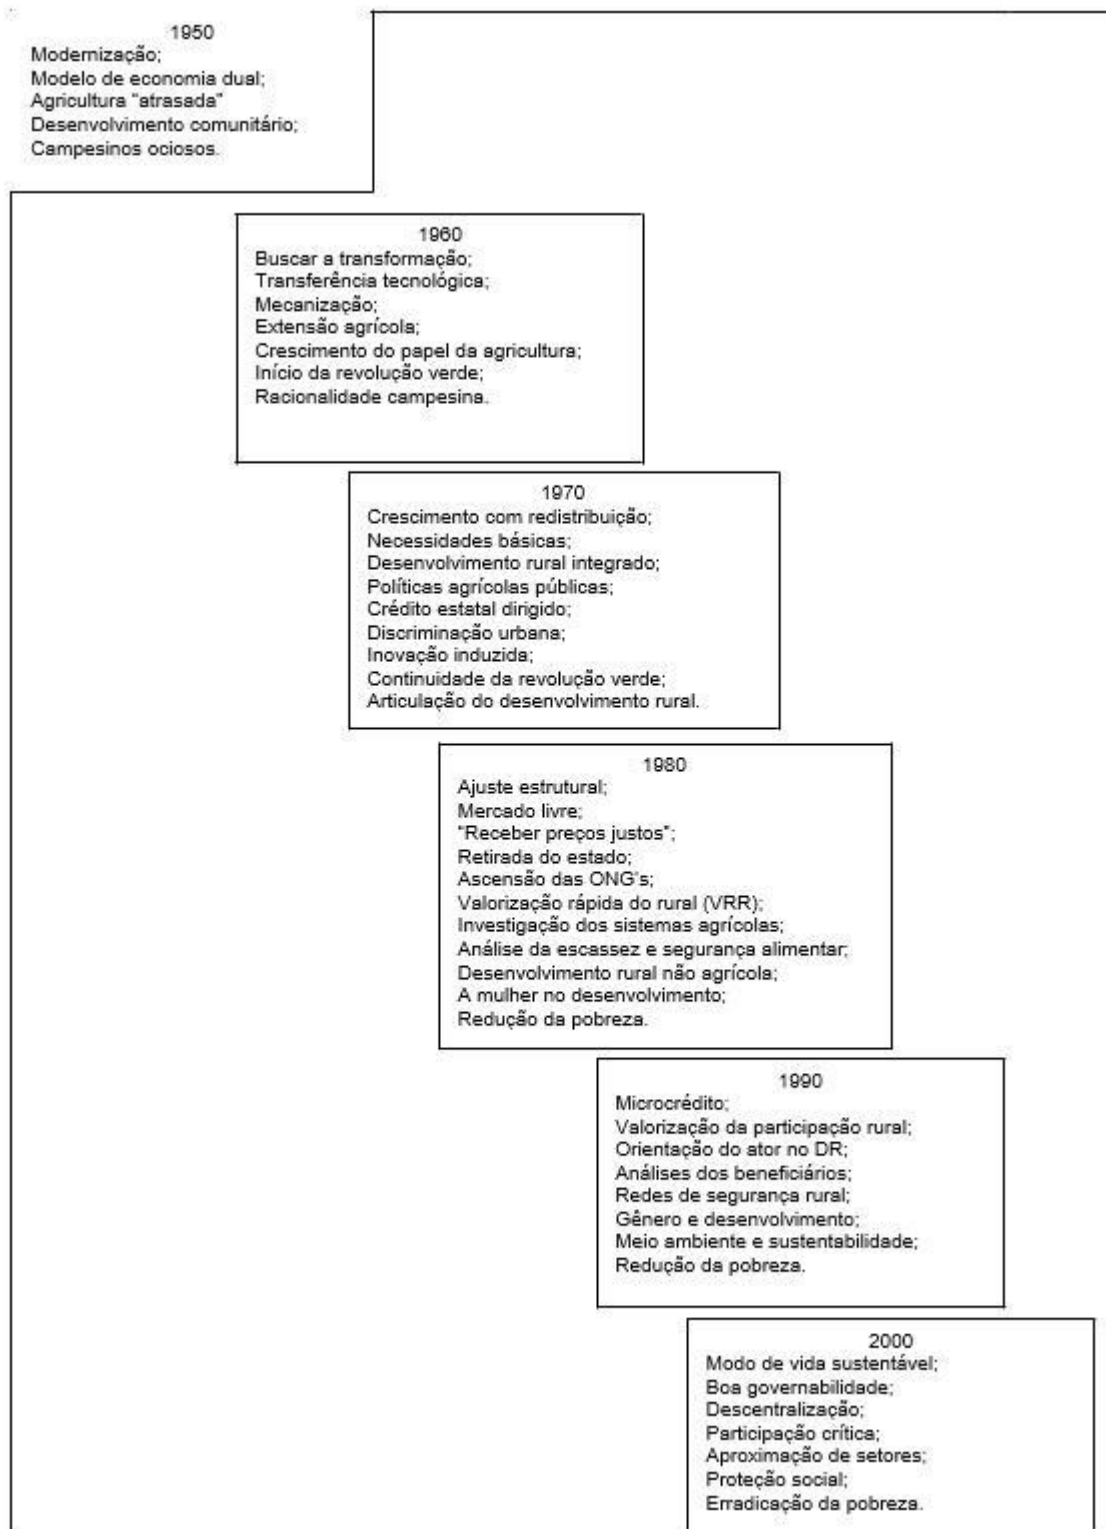 1950
Modernização;
Modelo de economia dual;
Agricultura "atrasada"
Desenvolvimento comunitário;
Campesinos ociosos.
1960
Buscar a transformação;
Transferência tecnológica;
Mecanização;
Extensão agrícola;
Crescimento do papel da agricultura;
Início da revolução verde;
Racionalidade campesina.
1970
Crescimento com redistribuição;
Necessidades básicas;
Desenvolvimento rural integrado;
Políticas agrícolas públicas;
Crédito estatal dirigido;
Discriminação urbana;
Inovação induzida;
Continuidade da revolução verde;
Articulação do desenvolvimento rural.
1980
Ajuste estrutural;
Mercado livre;
"Receber preços justos";
Retirada do estado;
Ascensão das ONG's;
Valorização rápida do rural (VRR);
Investigação dos sistemas agrícolas;
Análise da escassez e segurança alimentar;
Desenvolvimento rural não agrícola;
A mulher no desenvolvimento;
Redução da pobreza.
1990
Microcrédito;
Valorização da participação rural;
Orientação do ator no DR;
Análises dos beneficiários;
Redes de segurança rural;
Gênero e desenvolvimento;
Meio ambiente e sustentabilidade;
Redução da pobreza.
2000
Modo de vida sustentável;
Boa governabilidade;
Descentralização;
Participação crítica;
Aproximação de setores;
Proteção social;
Erradicação da pobreza.